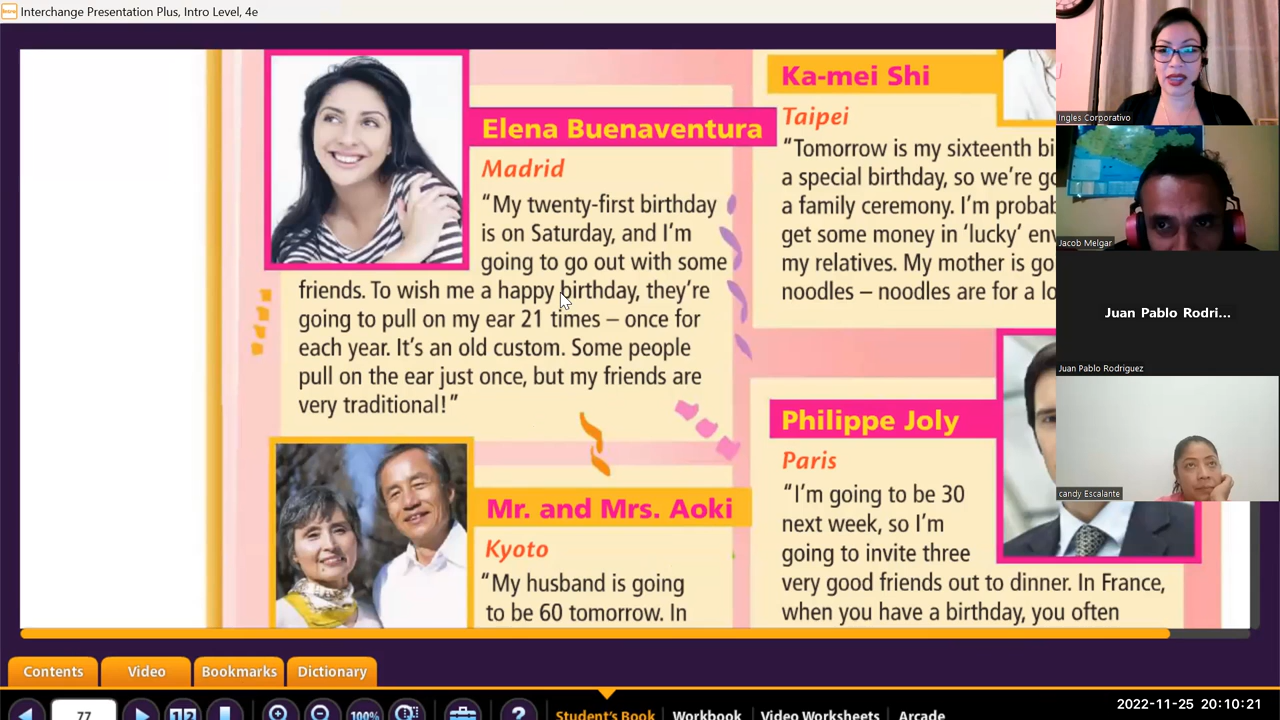 Interchange Presentation Plus, Intro Level, 4e
Elena Buenaventura
Madrid
“My twenty-first birthday
is on Saturday, and I’m
going to go out with some
friends. To wish me a happy birthday, they’re
going to pull on my ear 21 times – once for
each year. It’s an old custom. Some people
pull on the ear just once, but my friends are
very traditional!”
Mr. and Mrs. Aoki
Kyoto
“My husband is going
to be 60 tomorrow. In
Ka-mei Shi
Taipei
“Tomorrow is my sixteenth
a special birthday, so we’re
a family ceremony. I’m
get some money in ‘lucky’
my relatives. My mother is
noodles – noodles are for a
Philippe Joly
Paris
“I’m going to be 30
next week, so I’m
going to invite three
very good friends out to dinner. In France,
when you have a birthday, you often
Ingles Corporativo
Jacob Melgar
Juan Pablo Rodri...
Juan Pablo Rodriguez
candy Escalante
Contents
Video
Bookmarks
Dictionary
77
100%
?
Student's Book
Workbook
Video Worksheets
Arcade
2022-11-25 20:10:21